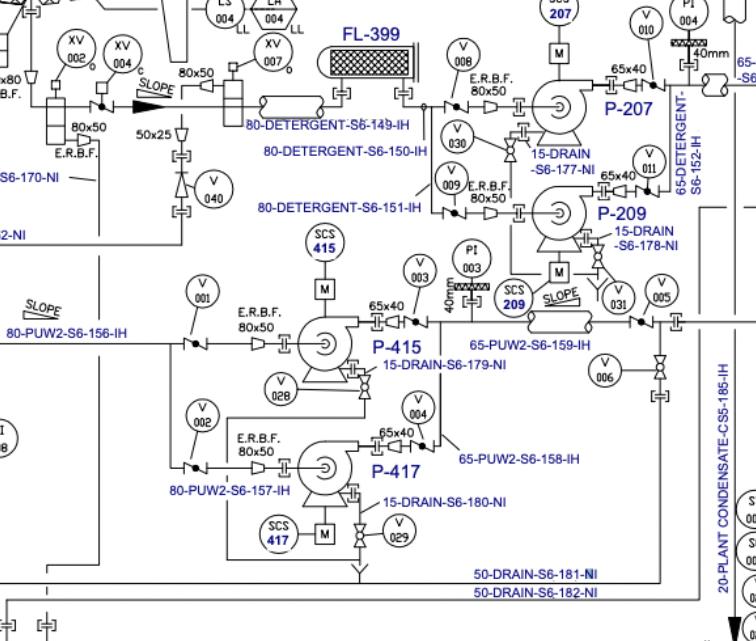 LS
004
LL
LA
004
LL
SCS
207
PI
004
40mm
FL-399
V
010
XV
002
O
XV
004
C
XV
007
O
V
008
65x40
P-207
SLOPE
80x50
E.R.B.F.
80x50
80x50
E.R.B.F.
50x25
80-DETERGENT-S6-149-IH
80-DETERGENT-S6-150-IH
V
030
15-DRAIN
-S6-177-NI
V
011
65-DETERGENT-
S6-152-IH
S6-170-NI
V
040
V
009
E.R.B.F.
80x50
65x40
P-209
80-DETERGENT-S6-151-IH
15-DRAIN
-S6-178-NI
2-NI
SCS
415
V
003
PI
003
40mm
SCS
209
M
M
SLOPE
V
031
V
005
V
001
M
SLOPE
80-PUW2-S6-156-IH
E.R.B.F.
80x50
65x40
P-415
65-PUW2-S6-159-IH
15-DRAIN-S6-179-NI
V
006
V
028
V
002
V
004
E.R.B.F.
80x50
65x40
P-417
65-PUW2-S6-158-IH
80-PUW2-S6-157-IH
15-DRAIN-S6-180-NI
SCS
417
M
V
029
20-PLANT CONDENSATE-CS5-185-IH
50-DRAIN-S6-181-NI
50-DRAIN-S6-182-NI